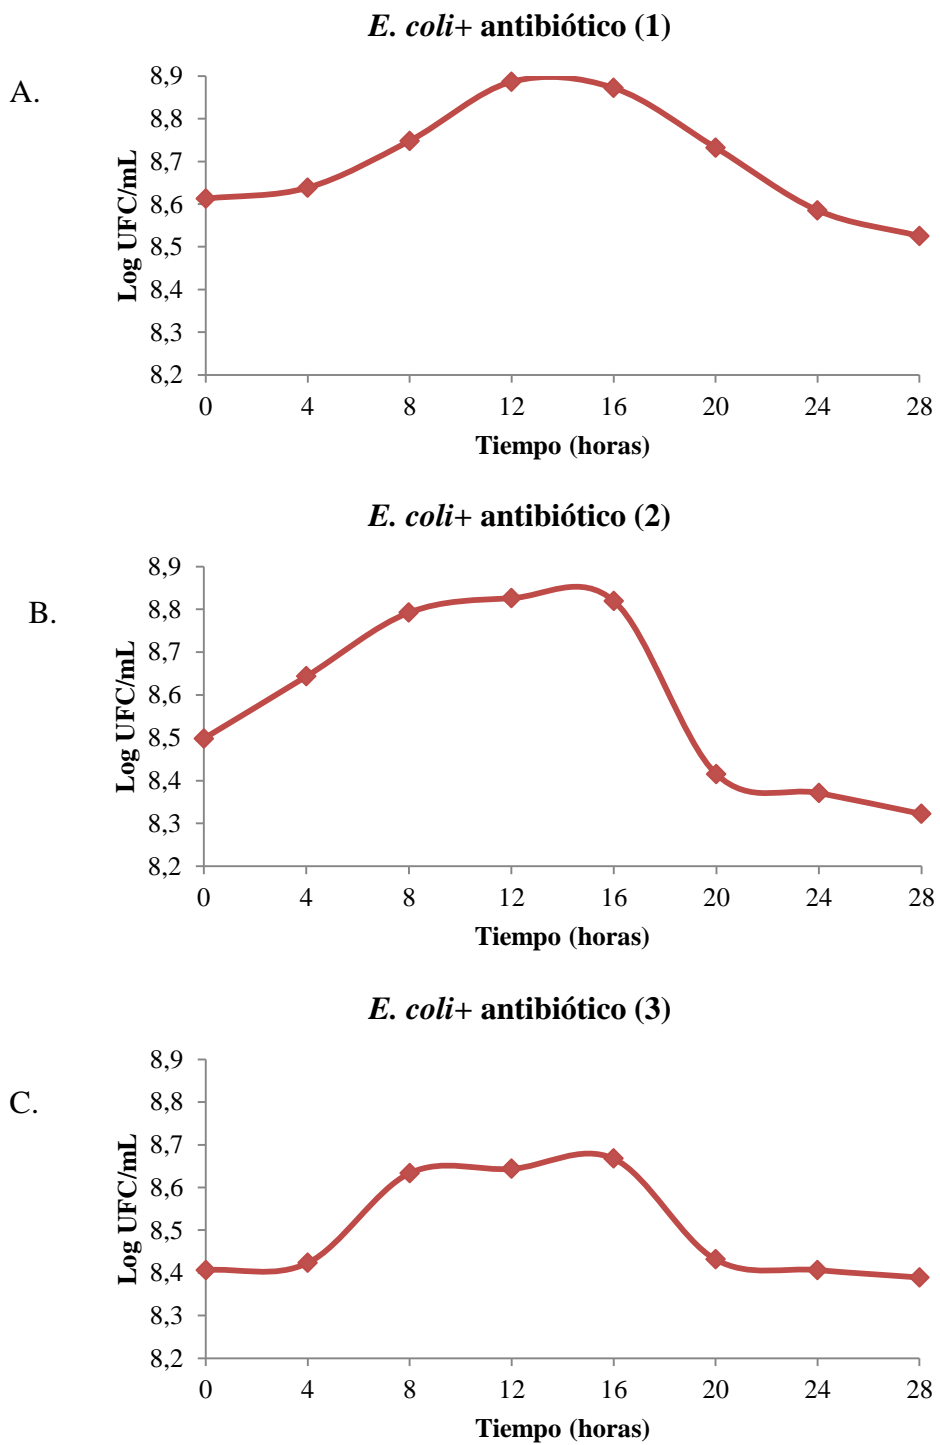 E. coli+ antibiótico (1)
A.
8,9
8,8
8,7
8,6
8,5
8,4
8,3
8,2
Log UFC/mL
0 4 8 12 16 20 24 28
Tiempo (horas)
E. coli+ antibiótico (2)
B.
8,9
8,8
8,7
8,6
8,5
8,4
8,3
8,2
Log UFC/mL
0 4 8 12 16 20 24 28
Tiempo (horas)
E. coli+ antibiótico (3)
C.
8,9
8,8
8,7
8,6
8,5
8,4
8,3
8,2
Log UFC/mL
0 4 8 12 16 20 24 28
Tiempo (horas)